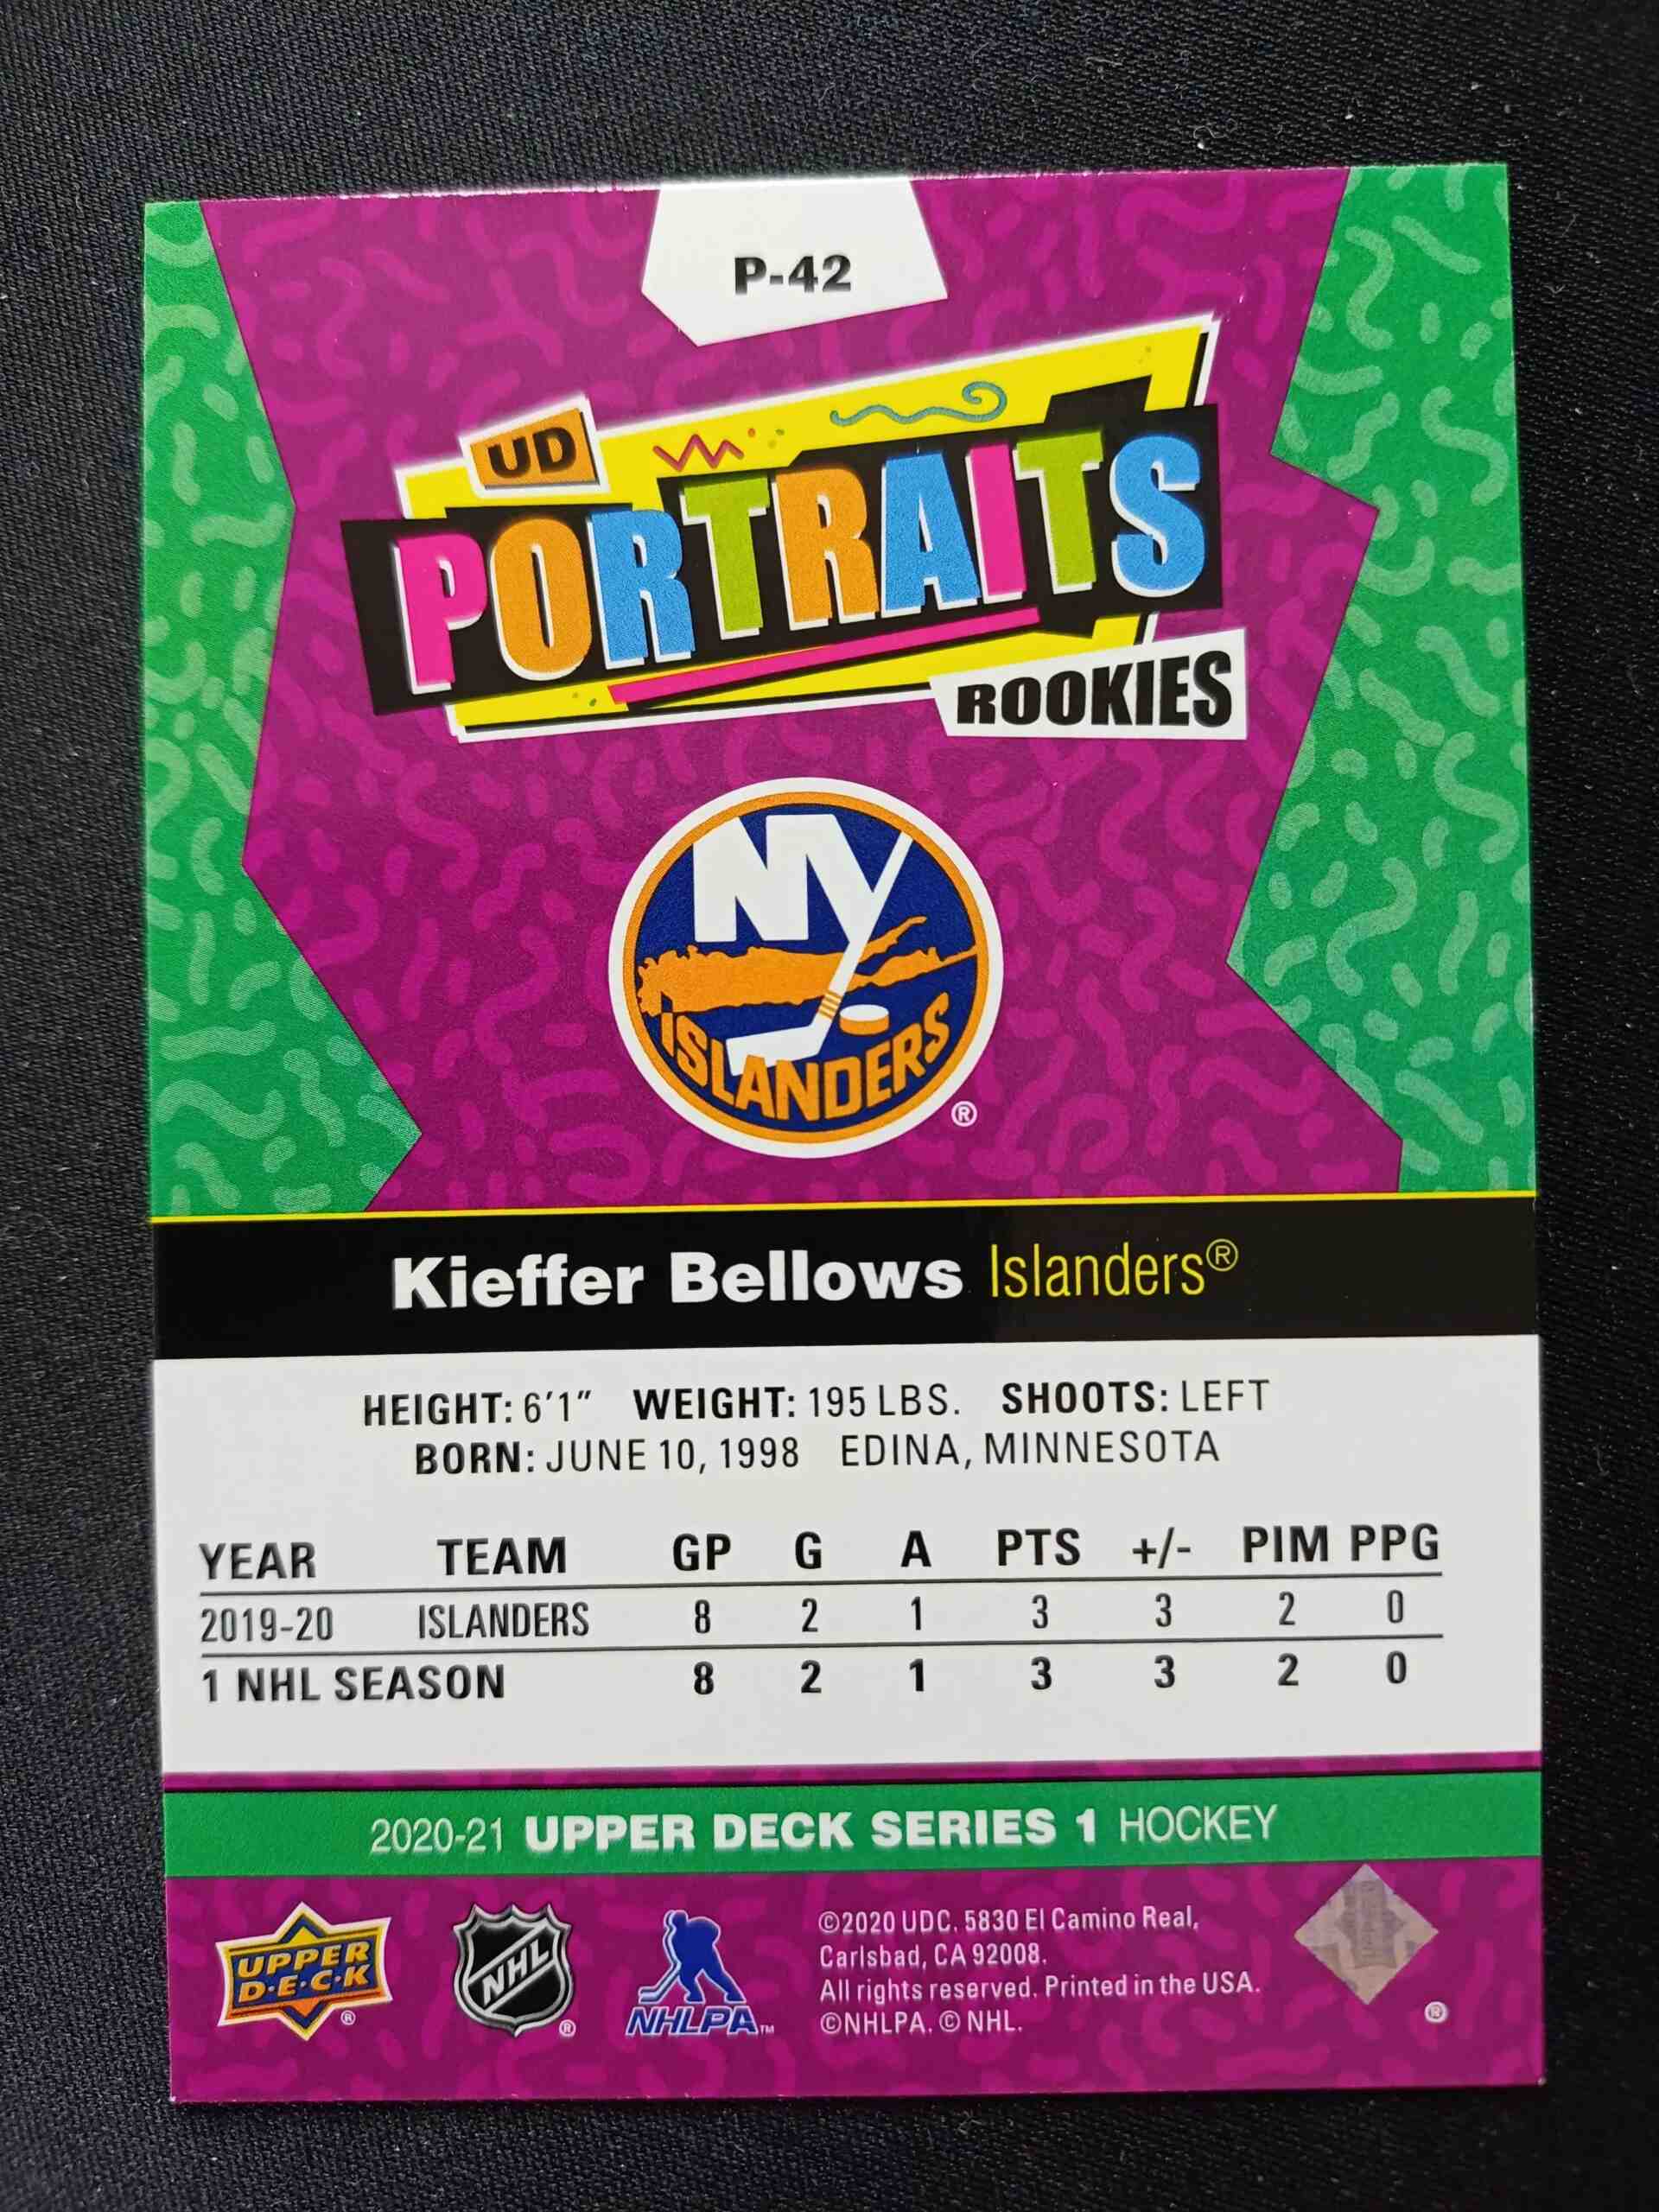 P-42
UD
PORTRAITS
ROOKIES
NY
ISLANDERS
®
Kieffer Bellows Islanders®
HEIGHT: 6'1" WEIGHT: 195 LBS. SHOOTS: LEFT
BORN: JUNE 10, 1998 EDINA, MINNESOTA
YEAR TEAM GP G A PTS +/- PIM PPG
2019-20 ISLANDERS 8 2 1 3 3 2 0
1 NHL SEASON 8 2 1 3 3 2 0
2020-21 UPPER DECK SERIES 1 HOCKEY
UPPER
D·E·C·K
®
NHL
®
NHLPA™
©2020 UDC. 5830 El Camino Real,
Carlsbad, CA 92008.
All rights reserved. Printed in the USA.
©NHLPA. © NHL.
®